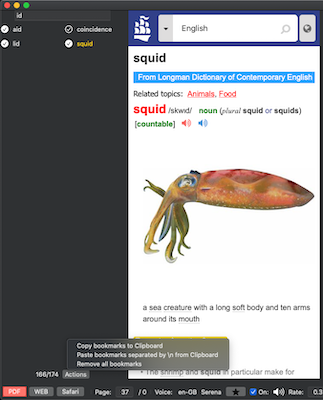 id
aid
coincidence
lid
squid
English
squid
From Longman Dictionary of Contemporary English
Related topics: Animals, Food
squid /skwɪd/ noun (plural squid or squids)
[countable]
a sea creature with a long soft body and ten arms
around its mouth
Copy bookmarks to Clipboard
Paste bookmarks separated by \n from Clipboard
Remove all bookmarks
• The shrimp and squid in particular make for
166/174 Actions
PDF WEB Safari Page: 37 / 0 Voice: en-GB Serena ★ On: Rate: 0.